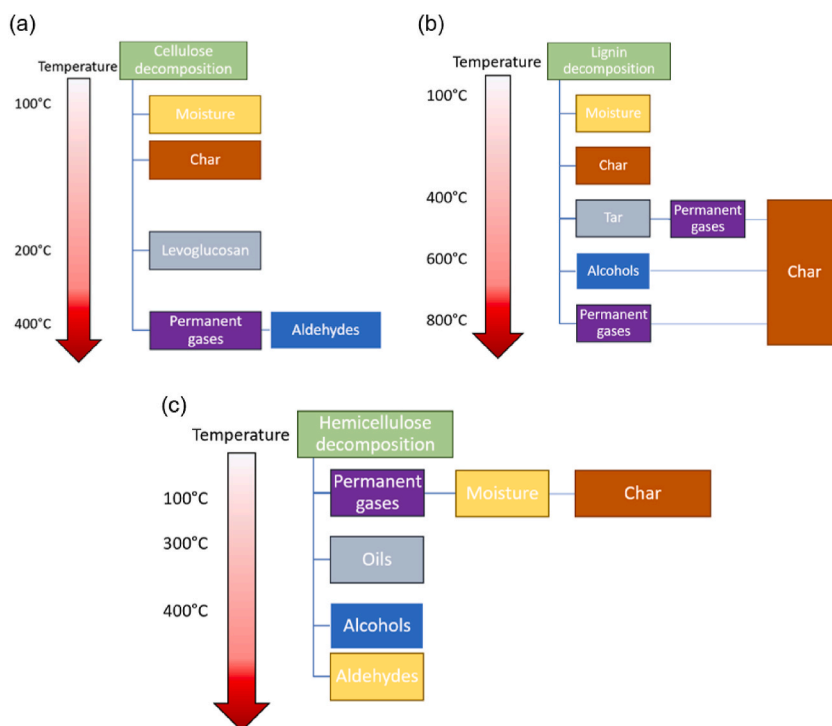 (a)
Cellulose
decomposition
Temperature
100°C
Moisture
Char
200°C
Levoglucosan
400°C
Permanent
gases
Aldehydes
(b)
Lignin
decomposition
Temperature
100°C
Moisture
Char
400°C
Tar
Permanent
gases
600°C
Alcohols
Char
800°C
Permanent
gases
(c)
Hemicellulose
decomposition
Temperature
100°C
Permanent
gases
Moisture
Char
300°C
Oils
400°C
Alcohols
Aldehydes